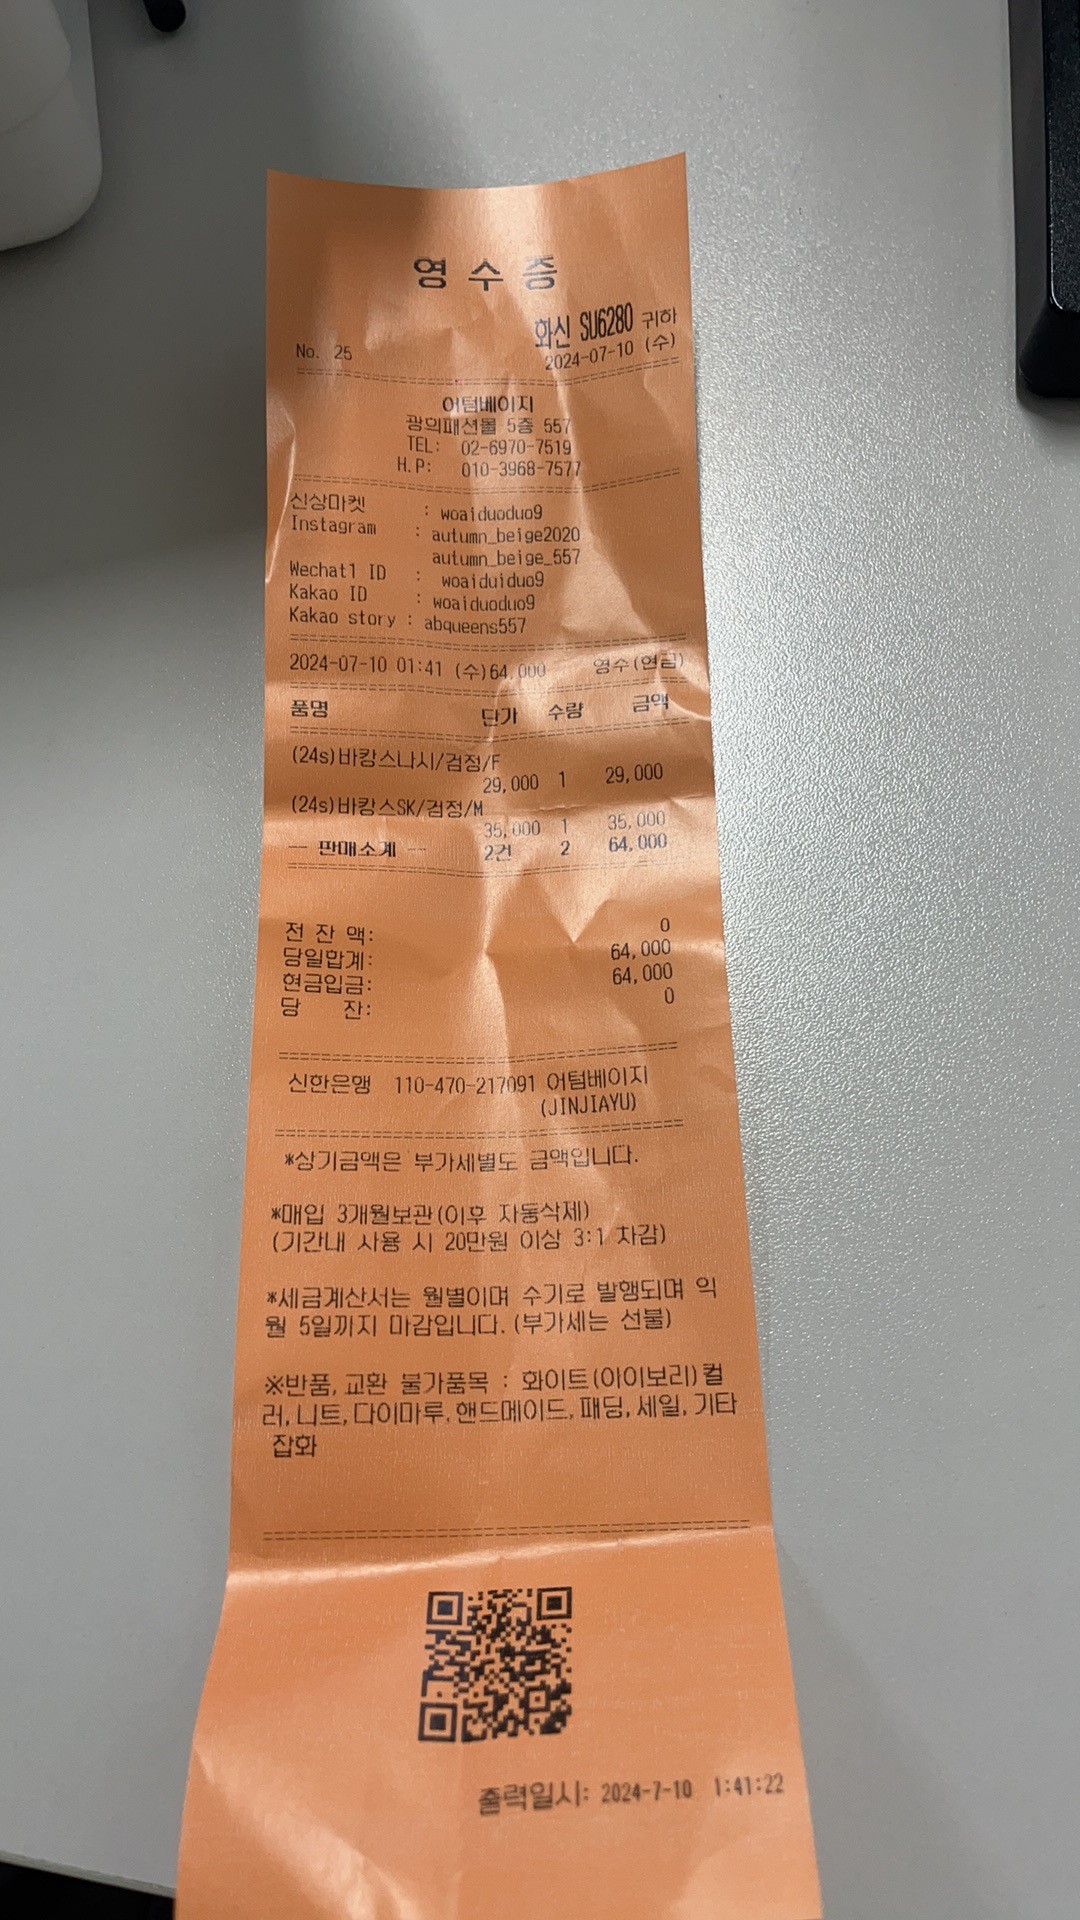 영 수 증
화신 SU6280 귀하
No. 25
2024-07-10 (수)
어텀베이지
광희패션몰 5층 557
TEL: 02-6970-7519
H.P: 010-3968-7577
신상마켓 : woaiduoduo9
Instagram : autumn_beige2020
autumn_beige_557
Wechat1 ID : woaiduiduo9
Kakao ID : woaiduoduo9
Kakao story : abqueens557
2024-07-10 01:41 (수)64,000 영수(현금)
품명 단가 수량 금액
(24s)바캉스나시/검정/F
29,000 1 29,000
(24s)바캉스SK/검정/M
35,000 1 35,000
-- 판매소계 -- 2건 2 64,000
전 잔 액: 0
당일합계: 64,000
현금입금: 64,000
당 잔: 0
신한은행 110-470-217091 어텀베이지
(JINJIAYU)
*상기금액은 부가세별도 금액입니다.
*매입 3개월보관(이후 자동삭제)
(기간내 사용 시 20만원 이상 3:1 차감)
*세금계산서는 월별이며 수기로 발행되며 익
월 5일까지 마감입니다.(부가세는 선불)
※반품,교환 불가품목 : 화이트(아이보리)컬
러,니트,다이마루,핸드메이드,패딩,세일,기타
잡화
출력일시: 2024-7-10 1:41:22